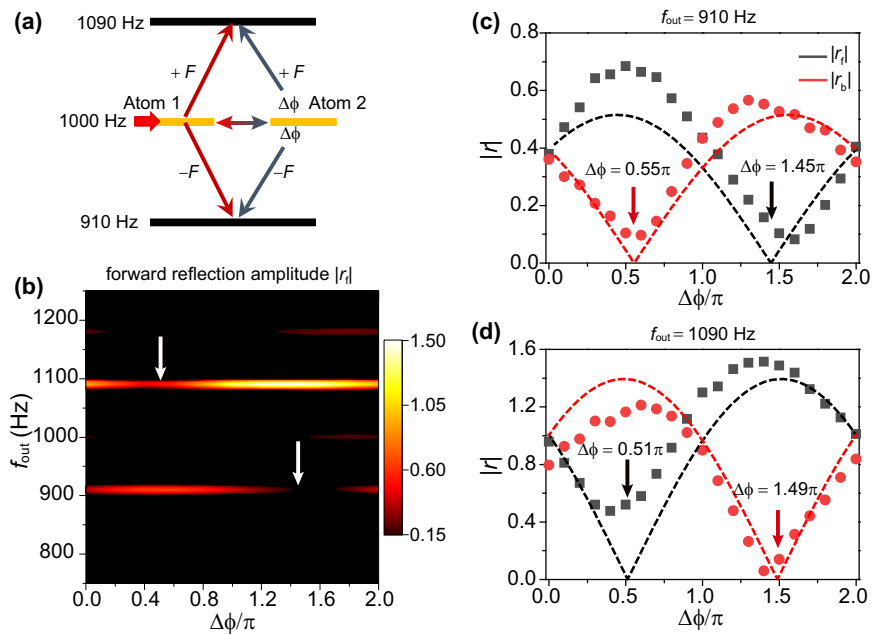 (a)
1090 Hz
+ F
+ F
Atom 1
Δϕ
Atom 2
1000 Hz
Δϕ
−F
−F
910 Hz
(b)
forward reflection amplitude |rf|
1200
1100
1000
900
800
fout (Hz)
0.0
0.4
0.8
1.2
1.6
2.0
Δϕ/π
1.50
1.05
0.60
0.15
(c)
fout = 910 Hz
|rf|
|rb|
0.8
0.6
0.4
0.2
0.0
|r|
Δϕ = 0.55π
Δϕ = 1.45π
0.0
0.5
1.0
1.5
2.0
Δϕ/π
(d)
fout = 1090 Hz
1.6
1.2
0.8
0.4
0.0
|r|
Δϕ = 0.51π
Δϕ = 1.49π
0.0
0.5
1.0
1.5
2.0
Δϕ/π